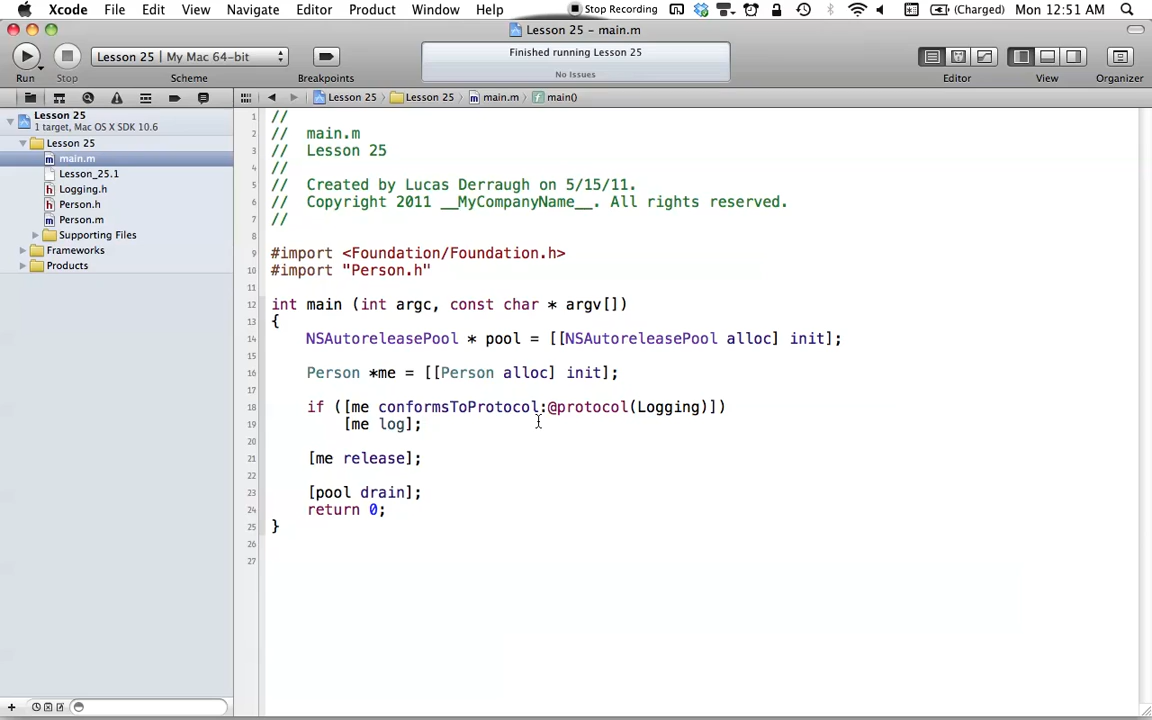 Xcode File Edit View Navigate Editor Product Window Help Stop Recording (Charged) Mon 12:51 AM
Lesson 25 – main.m
Run Stop Lesson 25 | My Mac 64-bit Scheme Breakpoints Finished running Lesson 25 Editor View Organizer
No Issues
Lesson 25 Lesson 25 main.m main()
Lesson 25
1 target, Mac OS X SDK 10.6
Lesson 25
main.m
Lesson_25.1
Logging.h
Person.h
Person.m
Supporting Files
Frameworks
Products
1 //
2 // main.m
3 // Lesson 25
4 //
5 // Created by Lucas Derraugh on 5/15/11.
6 // Copyright 2011 __MyCompanyName__. All rights reserved.
7 //
8
9 #import <Foundation/Foundation.h>
10 #import "Person.h"
11
12 int main (int argc, const char * argv[])
13 {
14 NSAutoreleasePool * pool = [[NSAutoreleasePool alloc] init];
15
16 Person *me = [[Person alloc] init];
17
18 if ([me conformsToProtocol:@protocol(Logging)])
19 [me log];
20
21 [me release];
22
23 [pool drain];
24 return 0;
25 }
26
27